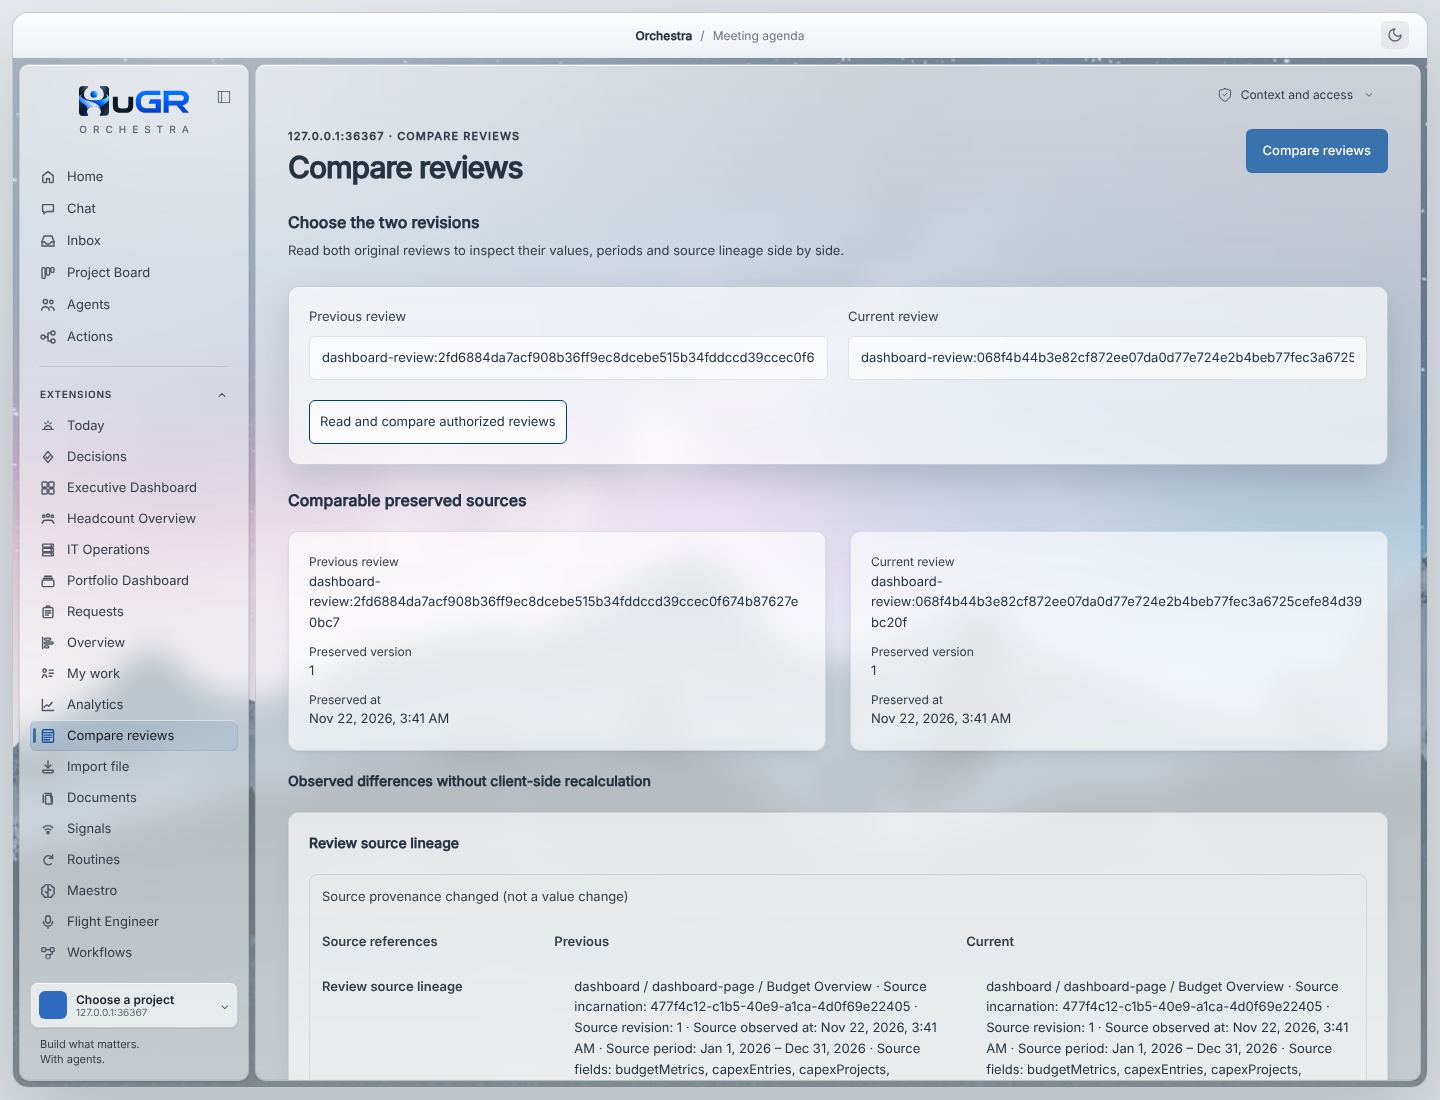 Orchestra / Meeting agenda
HuGR
ORCHESTRA
Home
Chat
Inbox
Project Board
Agents
Actions
EXTENSIONS
Today
Decisions
Executive Dashboard
Headcount Overview
IT Operations
Portfolio Dashboard
Requests
Overview
My work
Analytics
Compare reviews
Import file
Documents
Signals
Routines
Maestro
Flight Engineer
Workflows
Choose a project
127.0.0.1:36367
Build what matters.
With agents.
Context and access
127.0.0.1:36367 · COMPARE REVIEWS
Compare reviews
Compare reviews
Choose the two revisions
Read both original reviews to inspect their values, periods and source lineage side by side.
Previous review
dashboard-review:2fd6884da7acf908b36ff9ec8dcebe515b34fddccd39ccec0f6
Current review
dashboard-review:068f4b44b3e82cf872ee07da0d77e724e2b4beb77fec3a6725
Read and compare authorized reviews
Comparable preserved sources
Previous review
dashboard-
review:2fd6884da7acf908b36ff9ec8dcebe515b34fddccd39ccec0f674b87627e
0bc7
Preserved version
1
Preserved at
Nov 22, 2026, 3:41 AM
Current review
dashboard-
review:068f4b44b3e82cf872ee07da0d77e724e2b4beb77fec3a6725cefe84d39
bc20f
Preserved version
1
Preserved at
Nov 22, 2026, 3:41 AM
Observed differences without client-side recalculation
Review source lineage
Source provenance changed (not a value change)
Source references
Previous
Current
Review source lineage
dashboard / dashboard-page / Budget Overview · Source
incarnation: 477f4c12-c1b5-40e9-a1ca-4d0f69e22405 ·
Source revision: 1 · Source observed at: Nov 22, 2026, 3:41
AM · Source period: Jan 1, 2026 – Dec 31, 2026 · Source
fields: budgetMetrics, capexEntries, capexProjects,
dashboard / dashboard-page / Budget Overview · Source
incarnation: 477f4c12-c1b5-40e9-a1ca-4d0f69e22405 ·
Source revision: 1 · Source observed at: Nov 22, 2026, 3:41
AM · Source period: Jan 1, 2026 – Dec 31, 2026 · Source
fields: budgetMetrics, capexEntries, capexProjects,